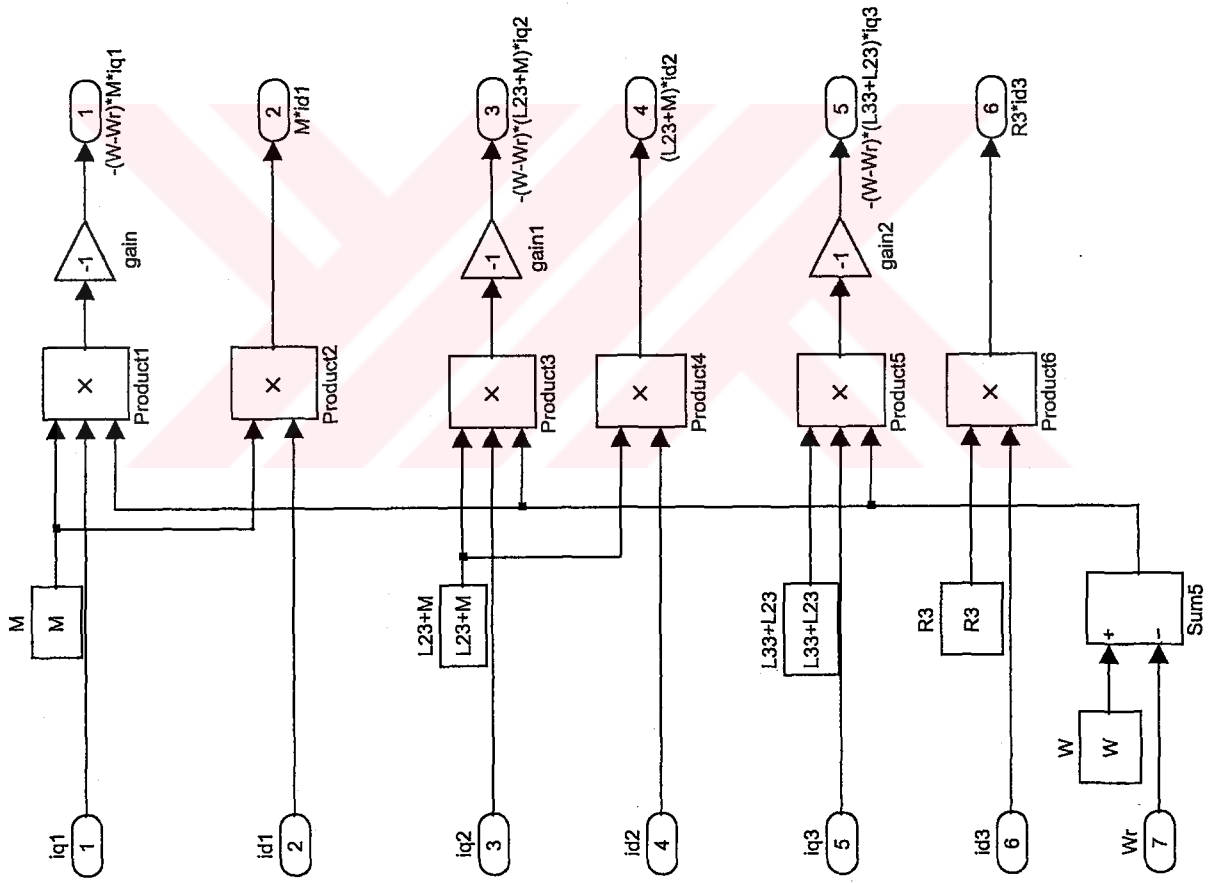 iq1
1
M
M
×
Product1
-1
gain
1
-(W-Wr)*M*iq1
id1
2
×
Product2
2
M*id1
iq2
3
L23+M
L23+M
×
Product3
-1
gain1
3
-(W-Wr)*(L23+M)*iq2
id2
4
×
Product4
4
(L23+M)*id2
iq3
5
L33+L23
L33+L23
×
Product5
-1
gain2
5
-(W-Wr)*(L33+L23)*iq3
id3
6
R3
R3
×
Product6
6
R3*id3
Wr
7
W
W
+
−
Sum5